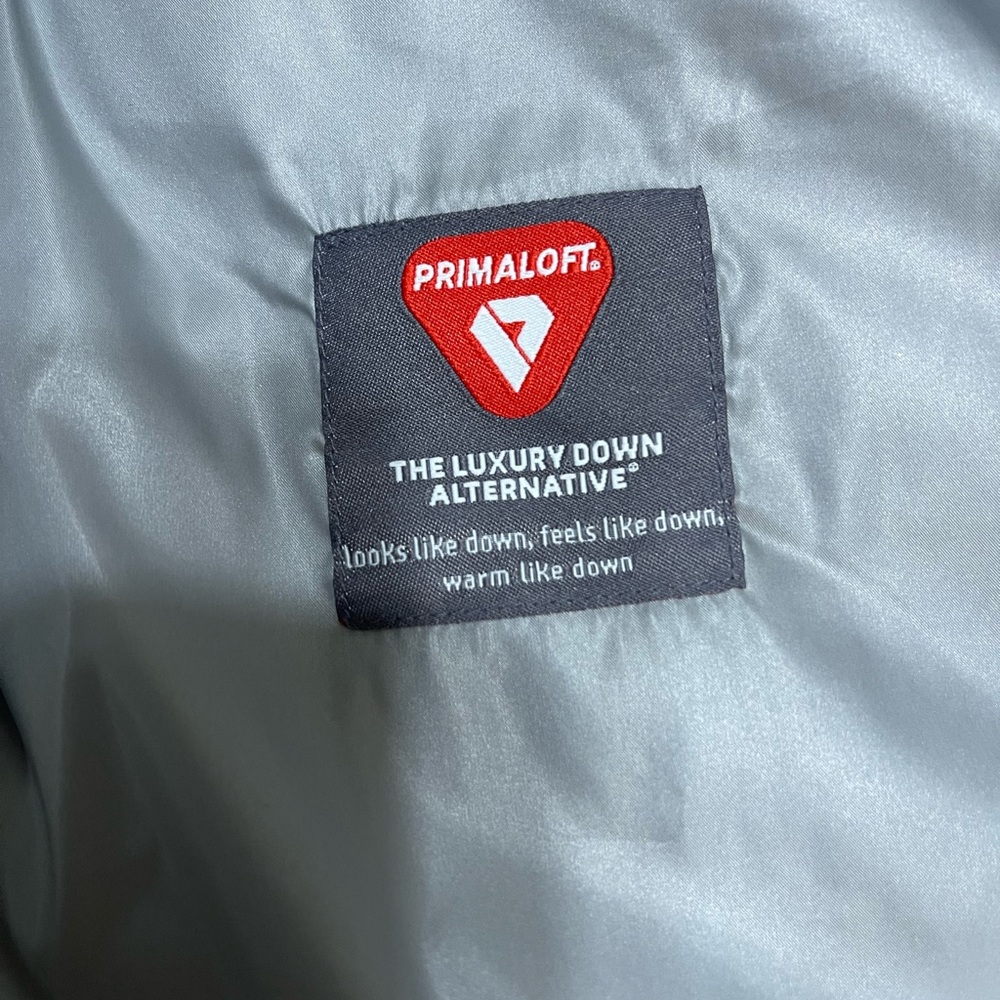 PRIMALOFT®
THE LUXURY DOWN
ALTERNATIVE®
looks like down, feels like down,
warm like down